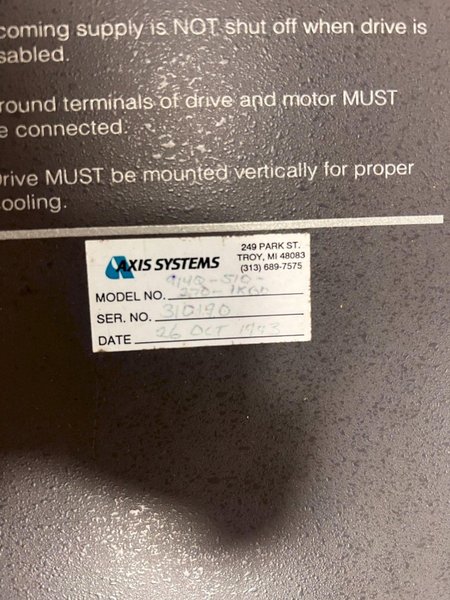 coming supply is NOT shut off when drive is
sabled.
round terminals of drive and motor MUST
e connected.
rive MUST be mounted vertically for proper
ooling.
AXIS SYSTEMS
249 PARK ST.
TROY, MI 48083
(313) 689-7575
MODEL NO.
SER. NO. 310190
DATE 26 OCT 1993